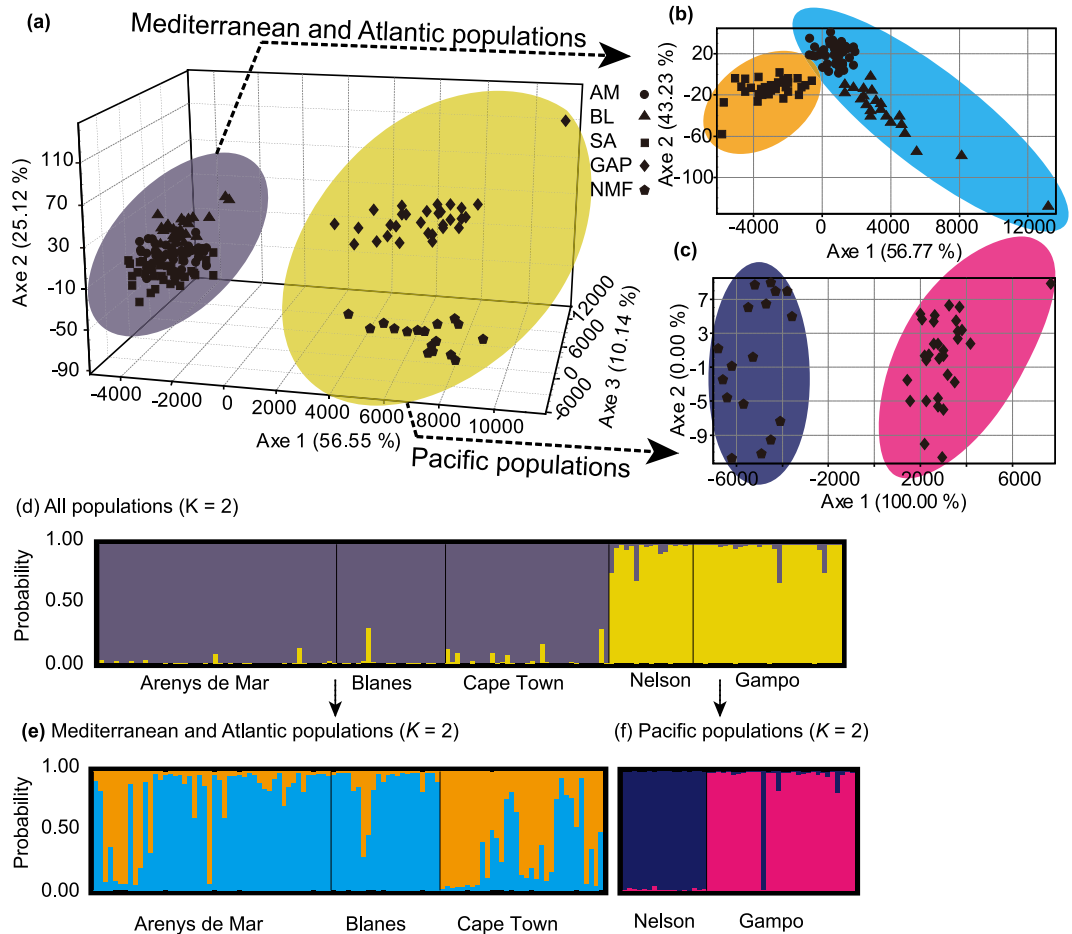 (a)
Mediterranean and Atlantic populations
AM
BL
SA
GAP
NMF
Axe 2 (25.12 %)
110
70
30
-10
-50
-90
-4000
-2000
0
2000
4000
6000
8000
10000
Axe 1 (56.55 %)
-6000
0
6000
12000
Axe 3 (10.14 %)
Pacific populations
(b)
Axe 2 (43.23 %)
20
-20
-60
-100
-4000
0
4000
8000
12000
Axe 1 (56.77 %)
(c)
Axe 2 (0.00 %)
7
3
-1
-5
-9
-6000
-2000
2000
6000
Axe 1 (100.00 %)
(d) All populations (K = 2)
Probability
1.00
0.50
0.00
Arenys de Mar
Blanes
Cape Town
Nelson
Gampo
(e) Mediterranean and Atlantic populations (K = 2)
Probability
1.00
0.50
0.00
Arenys de Mar
Blanes
Cape Town
(f) Pacific populations (K = 2)
Nelson
Gampo